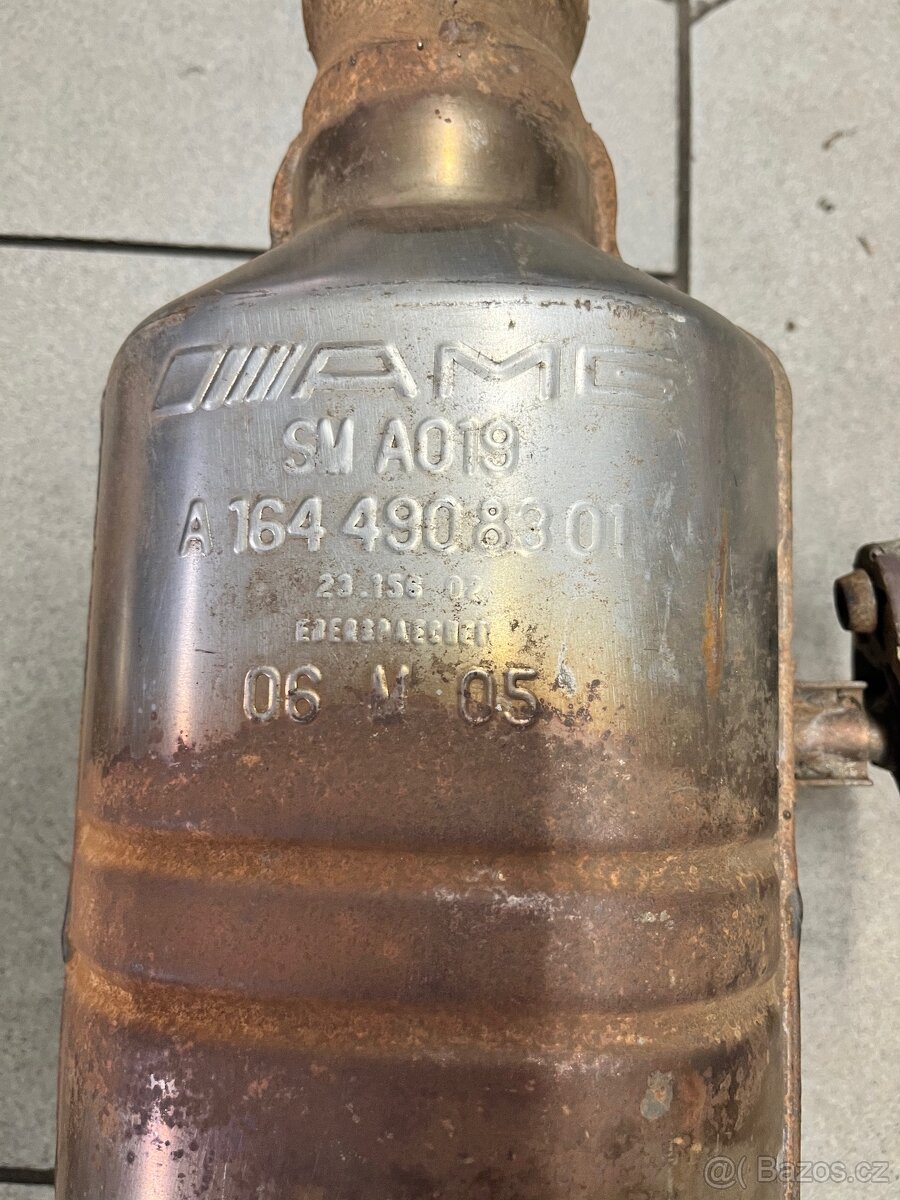 AMG
SM A019
A 164 490 83 01
23.156 02
EBERSPAECHER
06 M 05
@ Bazos.cz